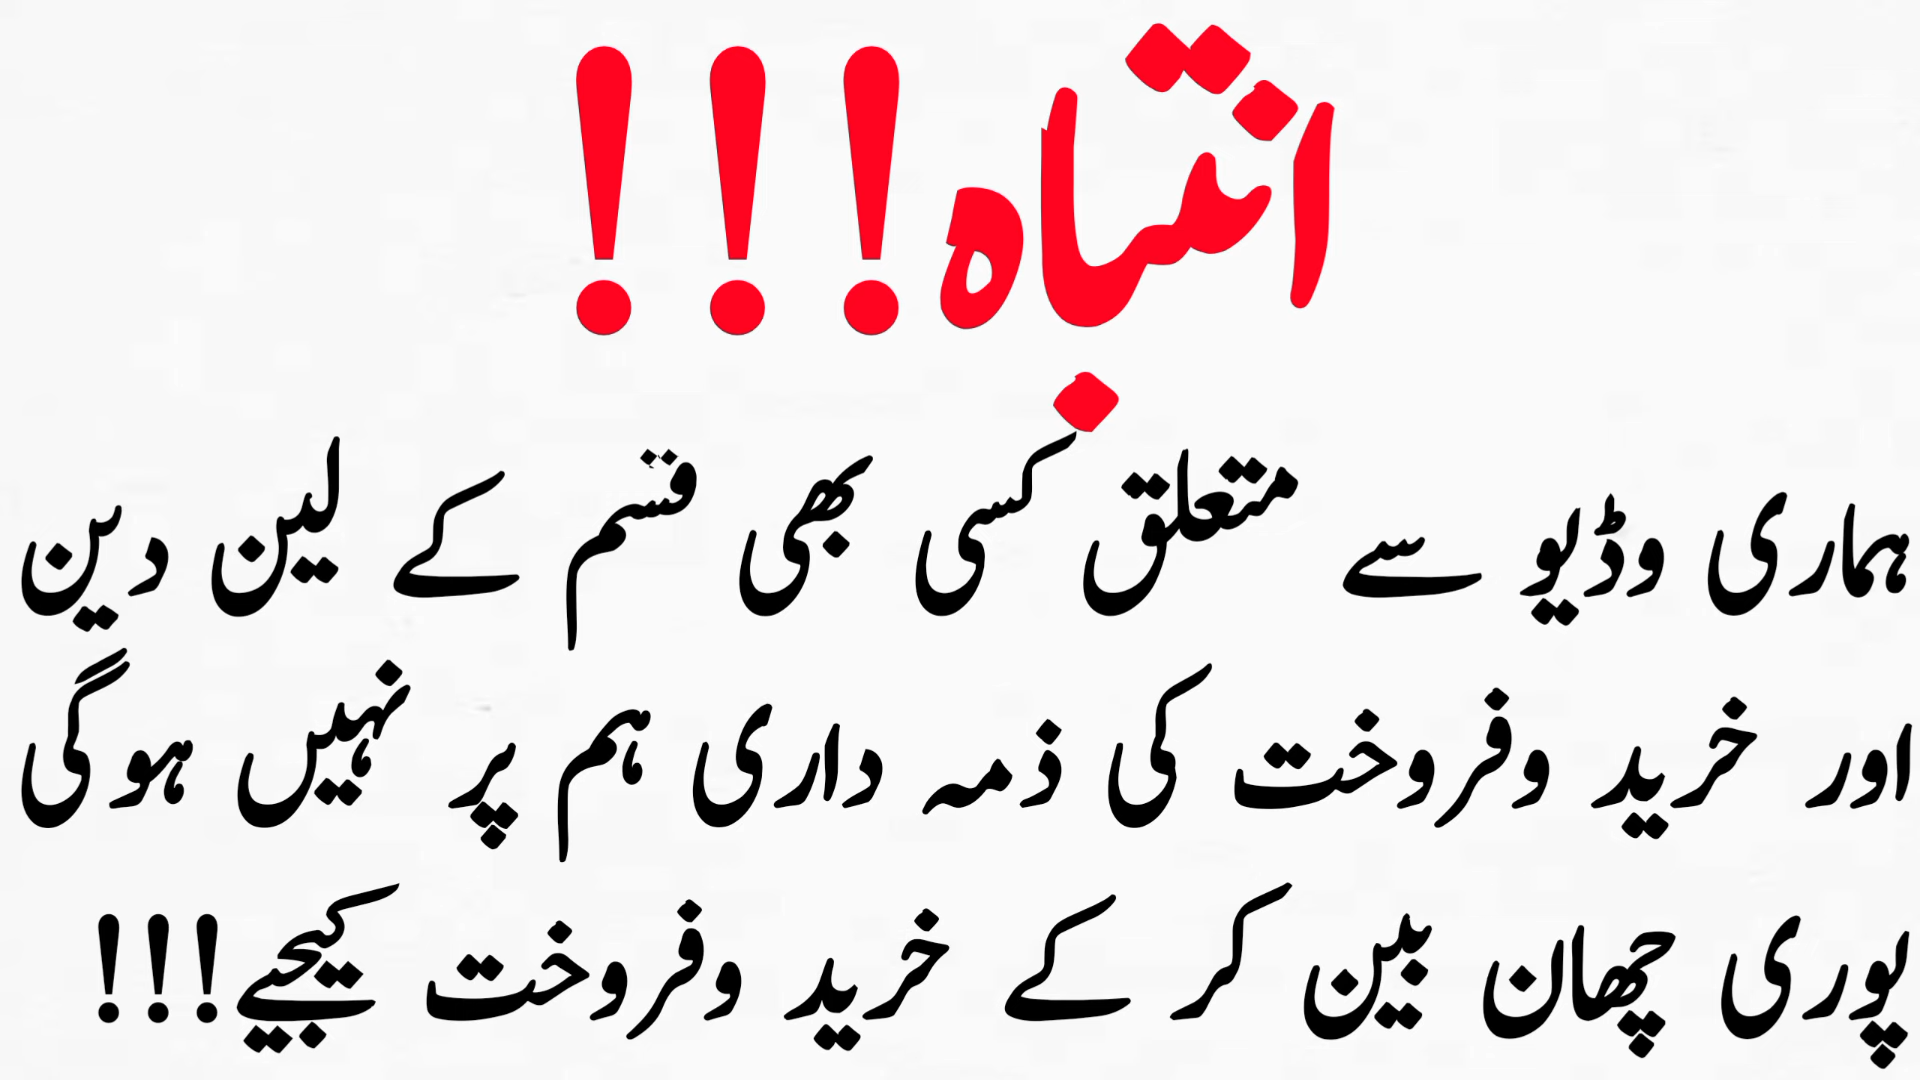 انتباہ!!!
ہماری وڈیو سے متعلق کسی بھی قسم کے لین دین
اور خرید وفروخت کی ذمہ داری ہم پر نہیں ہوگی
پوری چھان بین کر کے خرید وفروخت کیجیے!!!